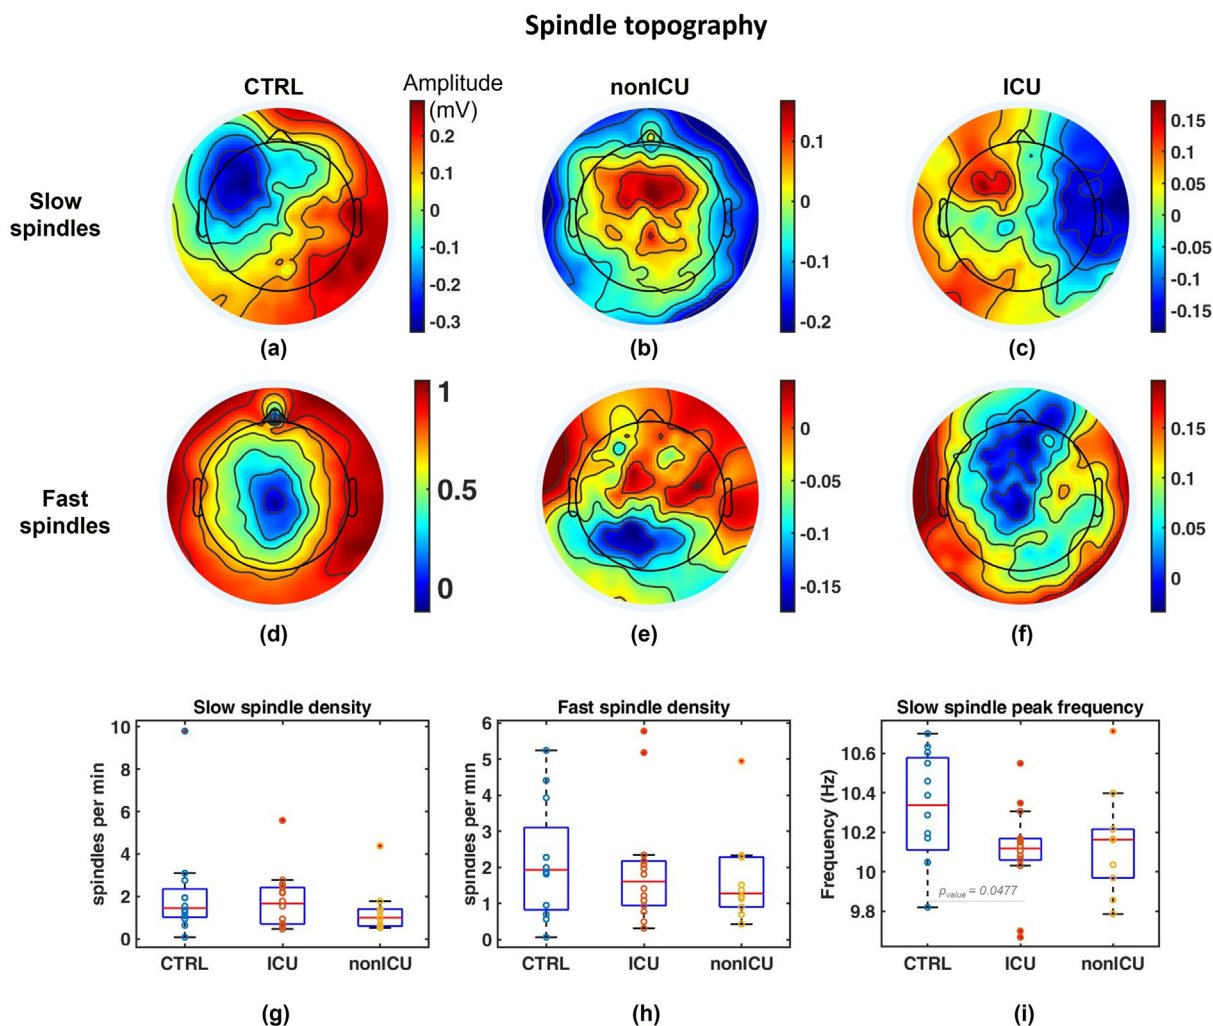 Spindle topography
CTRL
Amplitude
(mV)
nonICU
ICU
Slow
spindles
0.2
0.1
0
-0.1
-0.2
-0.3
0.1
0
-0.1
-0.2
0.15
0.1
0.05
0
-0.05
-0.1
-0.15
(a)
(b)
(c)
Fast
spindles
1
0.5
0
0
-0.05
-0.1
-0.15
0.15
0.1
0.05
0
(d)
(e)
(f)
Slow spindle density
spindles per min
10
8
6
4
2
0
CTRL ICU nonICU
(g)
Fast spindle density
spindles per min
6
5
4
3
2
1
0
CTRL ICU nonICU
(h)
Slow spindle peak frequency
Frequency (Hz)
10.6
10.4
10.2
10
9.8
pvalue = 0.0477
CTRL ICU nonICU
(i)